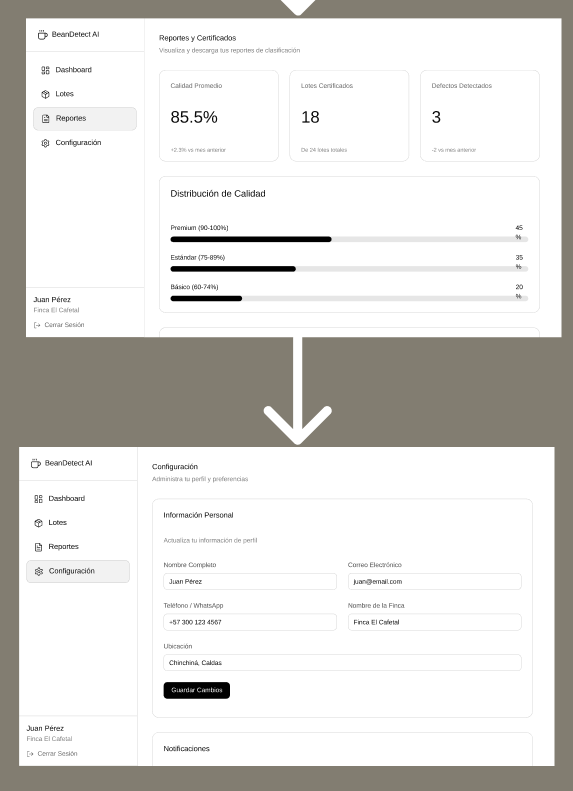 BeanDetect AI
Dashboard
Lotes
Reportes
Configuración
Juan Pérez
Finca El Cafetal
Cerrar Sesión
Reportes y Certificados
Visualiza y descarga tus reportes de clasificación
Calidad Promedio
85.5%
+2.3% vs mes anterior
Lotes Certificados
18
De 24 lotes totales
Defectos Detectados
3
-2 vs mes anterior
Distribución de Calidad
Premium (90-100%) 45
%
Estándar (75-89%) 35
%
Básico (60-74%) 20
%
BeanDetect AI
Dashboard
Lotes
Reportes
Configuración
Juan Pérez
Finca El Cafetal
Cerrar Sesión
Configuración
Administra tu perfil y preferencias
Información Personal
Actualiza tu información de perfil
Nombre Completo
Juan Pérez
Correo Electrónico
juan@email.com
Teléfono / WhatsApp
+57 300 123 4567
Nombre de la Finca
Finca El Cafetal
Ubicación
Chinchiná, Caldas
Guardar Cambios
Notificaciones